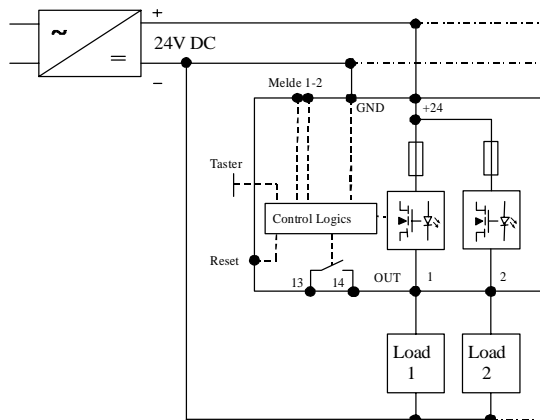 +
24V DC
−
Melde 1-2
GND
+24
Taster
Control Logics
Reset
13
14
OUT
1
2
Load
1
Load
2